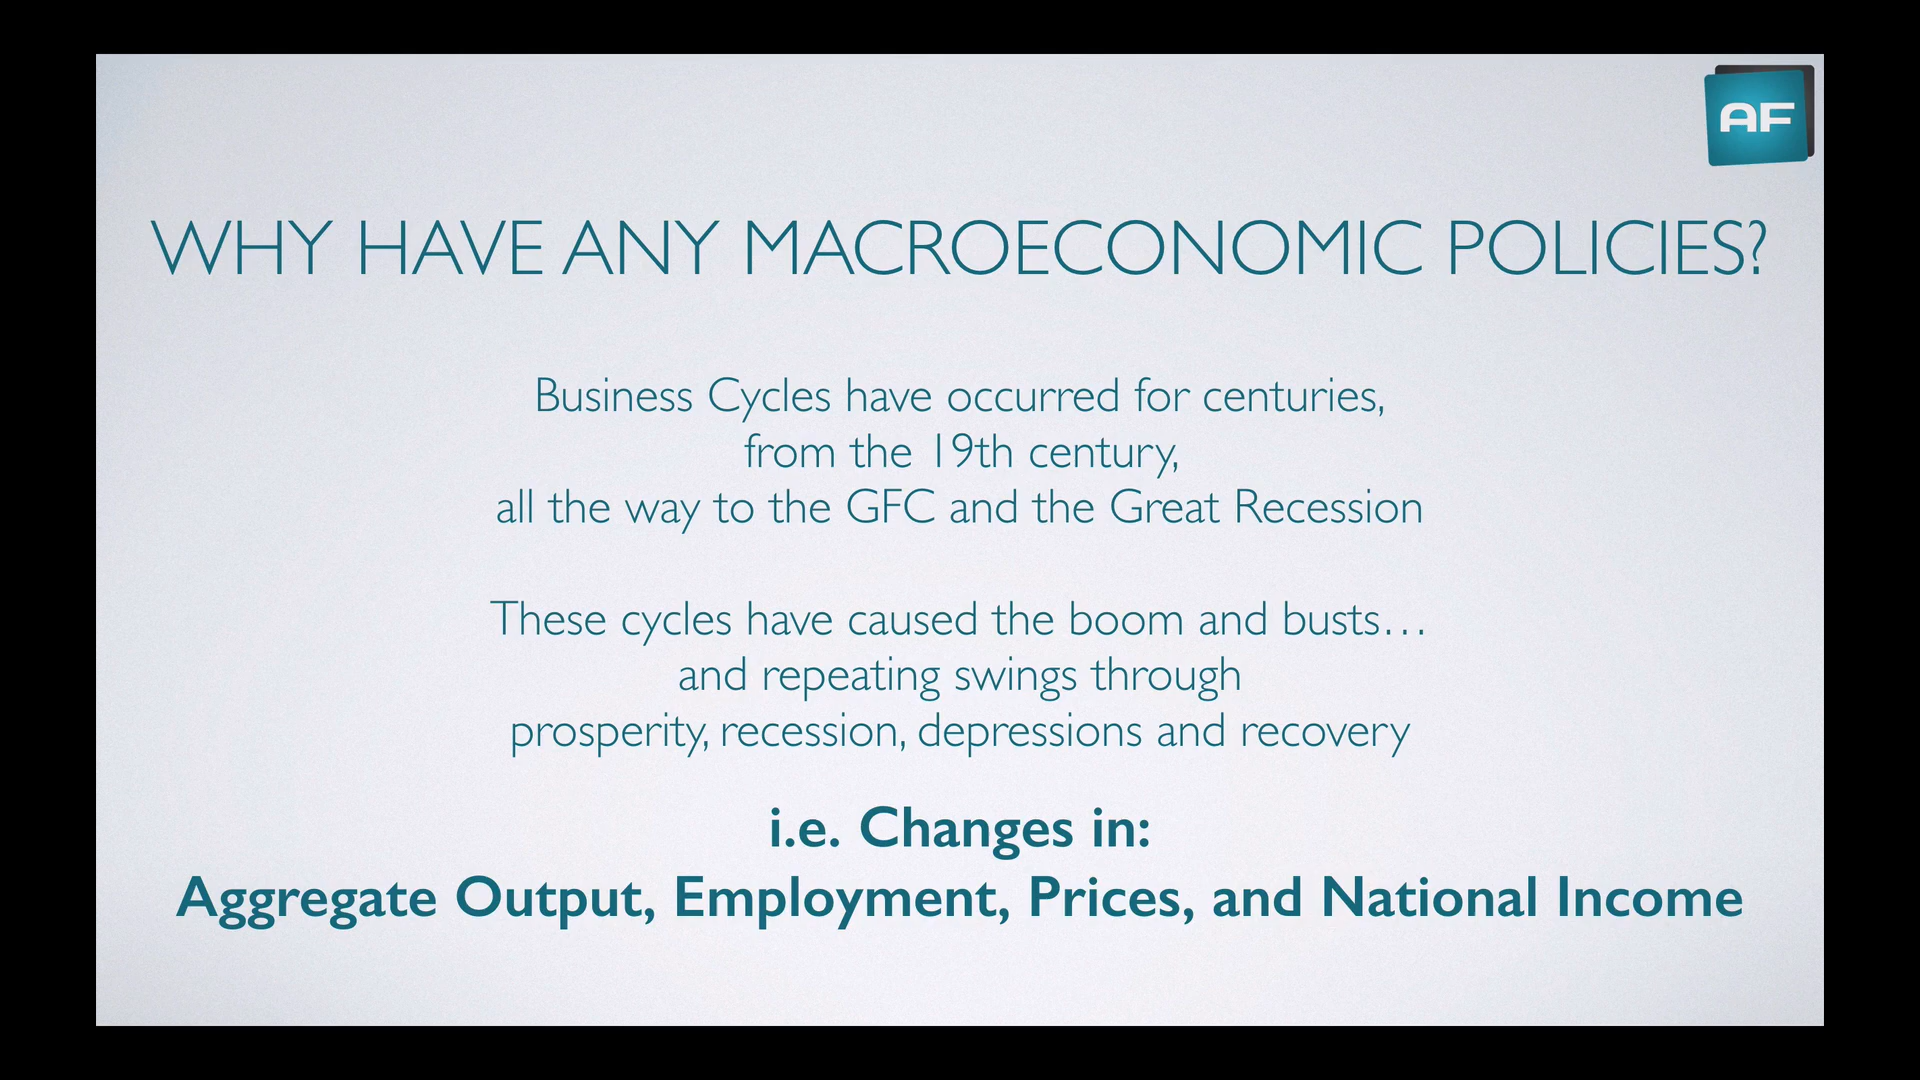 AF
WHY HAVE ANY MACROECONOMIC POLICIES?
Business Cycles have occurred for centuries,
from the 19th century,
all the way to the GFC and the Great Recession
These cycles have caused the boom and busts…
and repeating swings through
prosperity, recession, depressions and recovery
i.e. Changes in:
Aggregate Output, Employment, Prices, and National Income